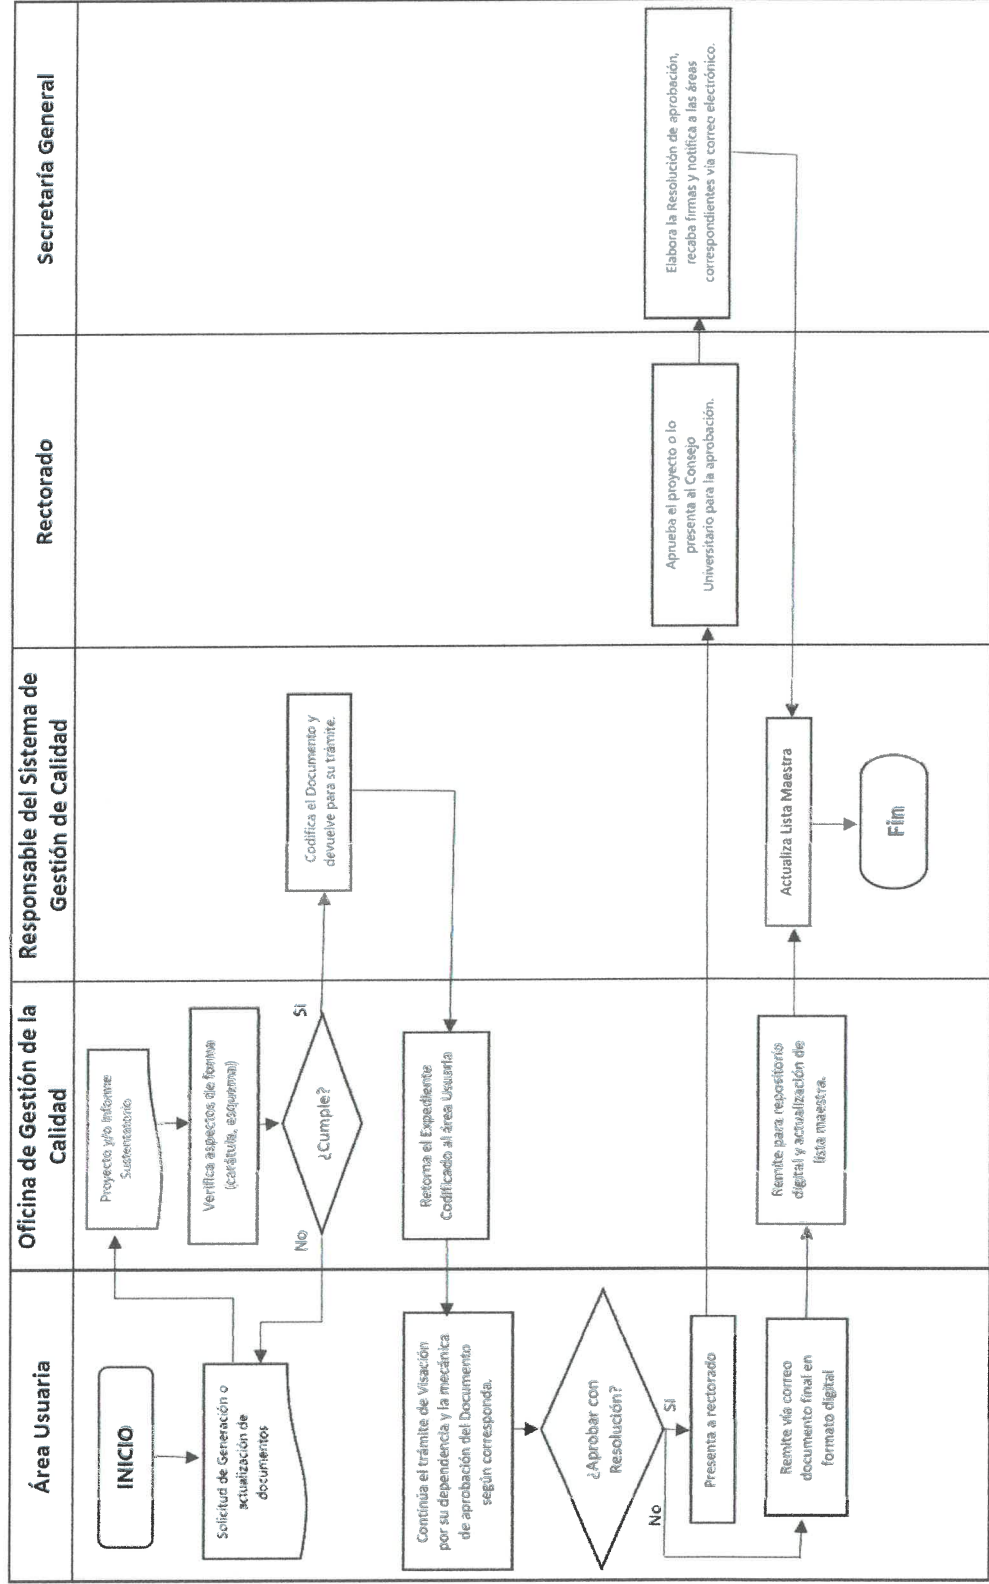 Área Usuaria
Oficina de Gestión de la
Calidad
Responsable del Sistema de
Gestión de Calidad
Rectorado
Secretaría General
INICIO
Solicitud de Generación o
actualización de
documentos
Proyecto y/o Informe
Sustentatorio
Verifica aspectos de forma
(carátula, esquema)
¿Cumple?
No
Si
Codifica el Documento y
devuelve para su trámite.
Retorna el Expediente
Codificado al área Usuaria
Continúa el trámite de Visación
por su dependencia y la mecánica
de aprobación del Documento
según corresponda.
¿Aprobar con
Resolución?
Si
No
Presenta a rectorado
Aprueba el proyecto o lo
presenta al Consejo
Universitario para la aprobación.
Elabora la Resolución de aprobación,
recaba firmas y notifica a las áreas
correspondientes vía correo electrónico.
Remite vía correo
documento final en
formato digital
Remite para repositorio
digital y actualización de
lista maestra.
Actualiza Lista Maestra
Fin